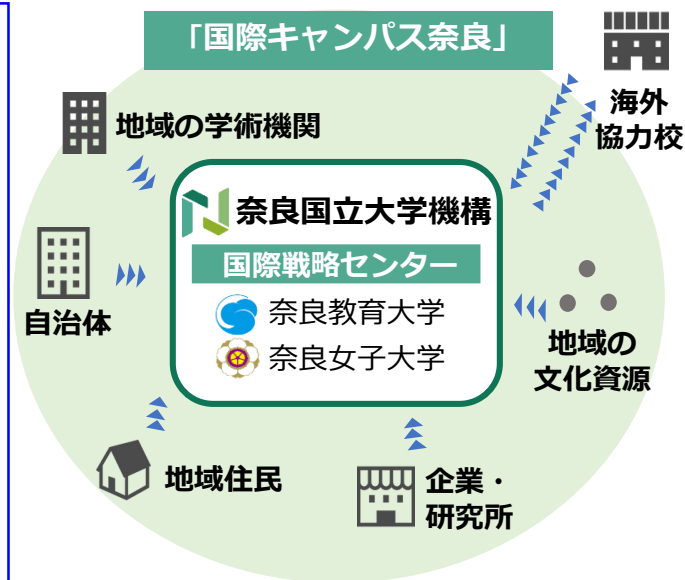 「国際キャンパス奈良」
海外
協力校
地域の学術機関
奈良国立大学機構
国際戦略センター
奈良教育大学
奈良女子大学
自治体
地域の
文化資源
地域住民
企業・
研究所